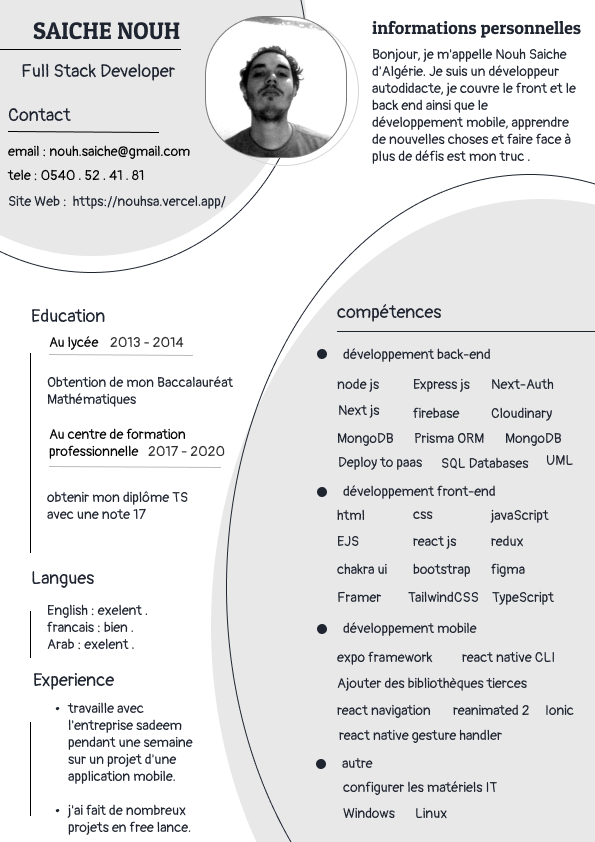 SAICHE NOUH
Full Stack Developer
Contact
email : nouh.saiche@gmail.com
tele : 0540 . 52 . 41 . 81
Site Web : https://nouhsa.vercel.app/
informations personnelles
Bonjour, je m'appelle Nouh Saiche
d'Algérie. Je suis un développeur
autodidacte, je couvre le front et le
back end ainsi que le
développement mobile, apprendre
de nouvelles choses et faire face à
plus de défis est mon truc .
Education
Au lycée 2013 - 2014
Obtention de mon Baccalauréat
Mathématiques
Au centre de formation
professionnelle 2017 - 2020
obtenir mon diplôme TS
avec une note 17
Langues
English : exelent .
francais : bien .
Arab : exelent .
Experience
• travaille avec
l'entreprise sadeem
pendant une semaine
sur un projet d'une
application mobile.
• j'ai fait de nombreux
projets en free lance.
compétences
développement back-end
node js Express js Next-Auth
Next js firebase Cloudinary
MongoDB Prisma ORM MongoDB
Deploy to paas SQL Databases UML
développement front-end
html css javaScript
EJS react js redux
chakra ui bootstrap figma
Framer TailwindCSS TypeScript
développement mobile
expo framework react native CLI
Ajouter des bibliothèques tierces
react navigation reanimated 2 Ionic
react native gesture handler
autre
configurer les matériels IT
Windows Linux